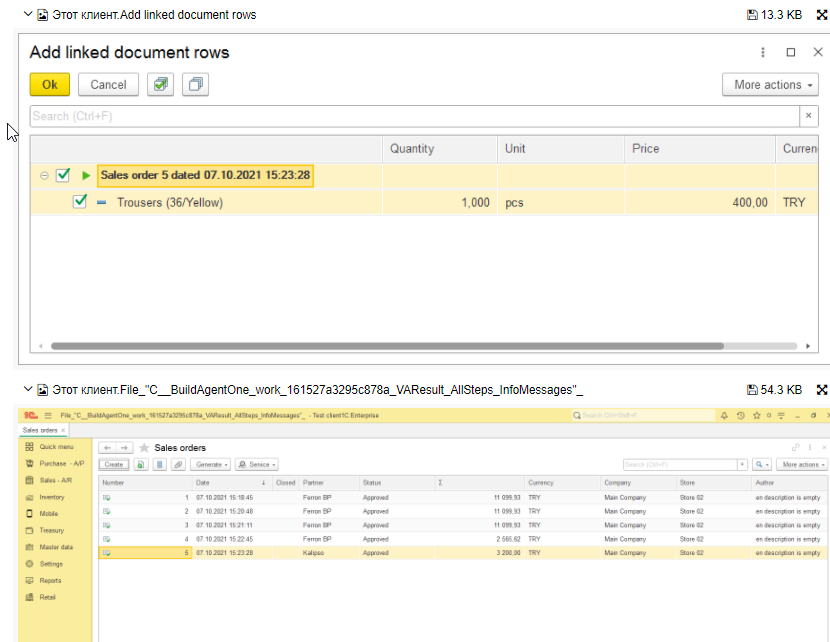 Этот клиент.Add linked document rows 13.3 KB
Add linked document rows
Ok Cancel More actions
Search (Ctrl+F)
Quantity Unit Price Curren
Sales order 5 dated 07.10.2021 15:23:28
Trousers (36/Yellow) 1,000 pcs 400,00 TRY
Этот клиент.File_"C__BuildAgentOne_work_161527a3295c878a_VAResult_AllSteps_InfoMessages"_ 54.3 KB
File_"C__BuildAgentOne_work_161527a3295c878a_VAResult_AllSteps_InfoMessages"_ - Test client1C:Enterprise Search Ctrl+Shift+F
Sales orders ×
Quick menu
Purchase - A/P
Sales - A/R
Inventory
Mobile
Treasury
Master data
Settings
Reports
Retail
Sales orders
Create Generate Service Search (Ctrl+F) More actions
Number Date ↓ Closed Partner Status Σ Currency Company Store Author
1 07.10.2021 15:18:45 Ferron BP Approved 11 099,93 TRY Main Company Store 02 en description is empty
2 07.10.2021 15:20:48 Ferron BP Approved 11 099,93 TRY Main Company Store 02 en description is empty
3 07.10.2021 15:21:11 Ferron BP Approved 11 099,93 TRY Main Company Store 02 en description is empty
4 07.10.2021 15:22:45 Ferron BP Approved 2 565,62 TRY Main Company Store 02 en description is empty
5 07.10.2021 15:23:28 Kalipso Approved 3 200,00 TRY Main Company Store 02 en description is empty